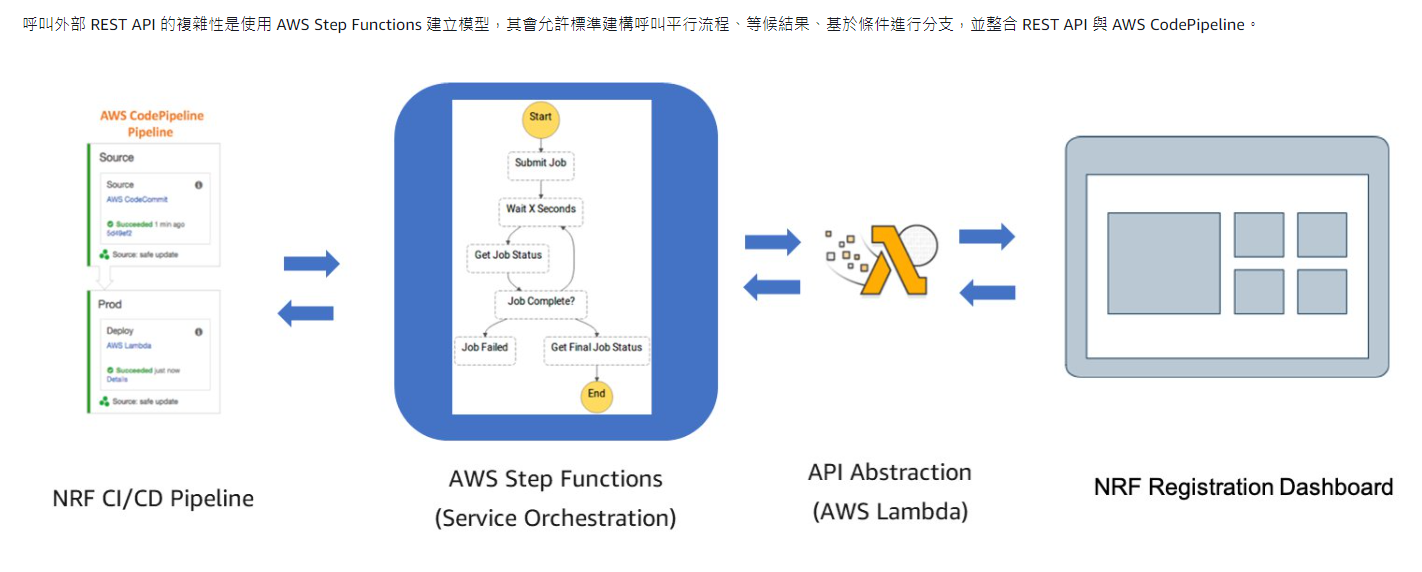 呼叫外部 REST API 的複雜性是使用 AWS Step Functions 建立模型，其會允許標準建構呼叫平行流程、等候結果、基於條件進行分支，並整合 REST API 與 AWS CodePipeline。
AWS CodePipeline
Pipeline
Source
Source
AWS CodeCommit
Succeeded 1 min ago
5d49ef2
Source: safe update
Prod
Deploy
AWS Lambda
Succeeded just now
Details
Source: safe update
NRF CI/CD Pipeline
Start
Submit Job
Wait X Seconds
Get Job Status
Job Complete?
Job Failed
Get Final Job Status
End
AWS Step Functions
(Service Orchestration)
API Abstraction
(AWS Lambda)
NRF Registration Dashboard